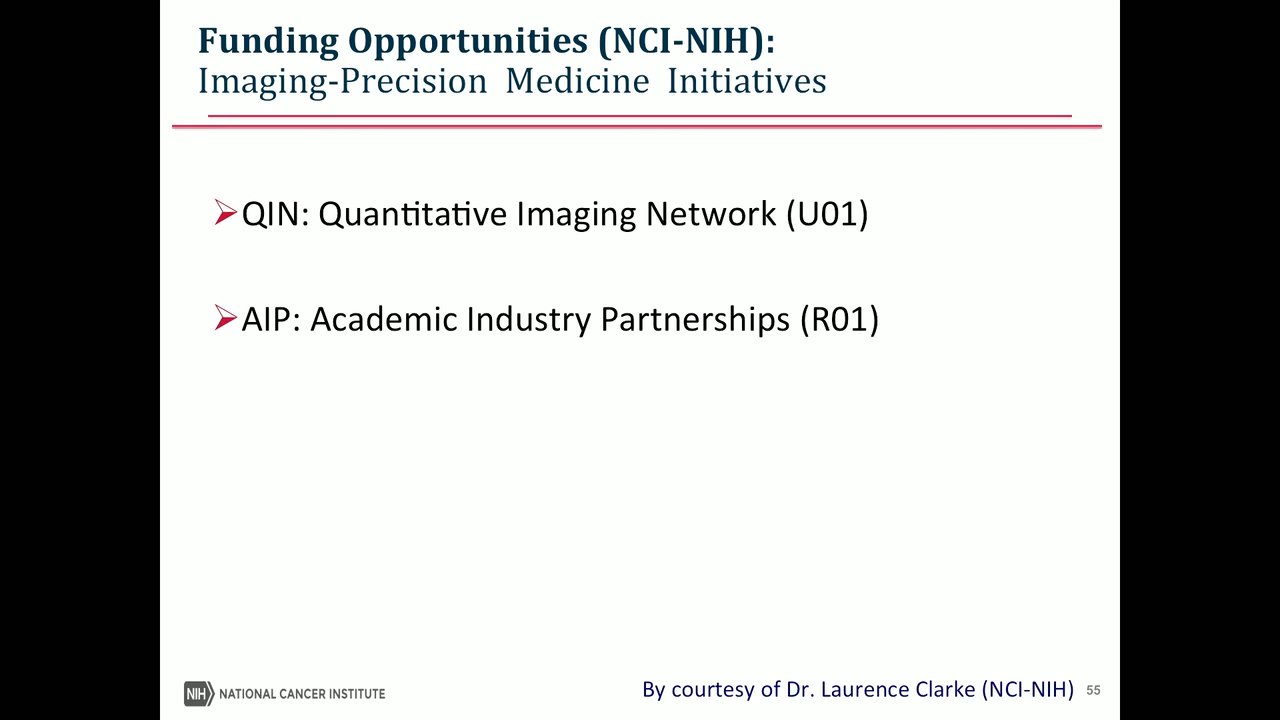 Funding Opportunities (NCI-NIH):
Imaging-Precision Medicine Initiatives
QIN: Quantitative Imaging Network (U01)
AIP: Academic Industry Partnerships (R01)
NIH NATIONAL CANCER INSTITUTE
By courtesy of Dr. Laurence Clarke (NCI-NIH) 55